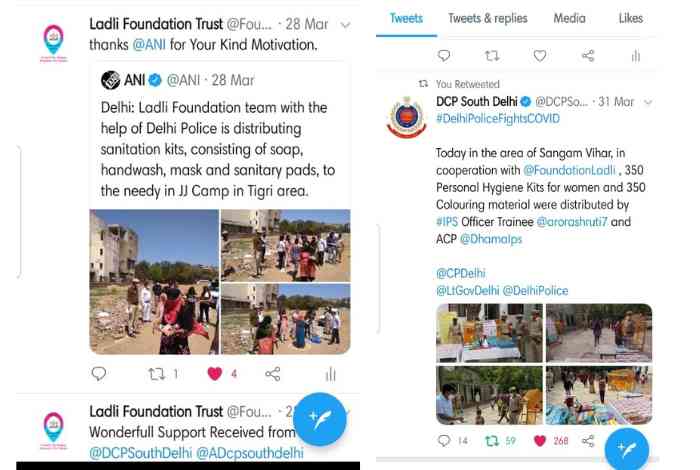 Ladli Foundation Trust @Fou... · 28 Mar
thanks @ANI for Your Kind Motivation.
ANI @ANI · 28 Mar
Delhi: Ladli Foundation team with the
help of Delhi Police is distributing
sanitation kits, consisting of soap,
handwash, mask and sanitary pads, to
the needy in JJ Camp in Tigri area.
1
4
Ladli Foundation Trust @Fou... · 2
Wonderfull Support Received from
@DCPSouthDelhi @ADcpsouthdelhi
Tweets
Tweets & replies
Media
Likes
You Retweeted
DCP South Delhi @DCPSo... · 31 Mar
#DelhiPoliceFightsCOVID
Today in the area of Sangam Vihar, in
cooperation with @FoundationLadli , 350
Personal Hygiene Kits for women and 350
Colouring material were distributed by
#IPS Officer Trainee @arorashruti7 and
ACP @DhamaIps
@CPDelhi
@LtGovDelhi @DelhiPolice
14
59
268